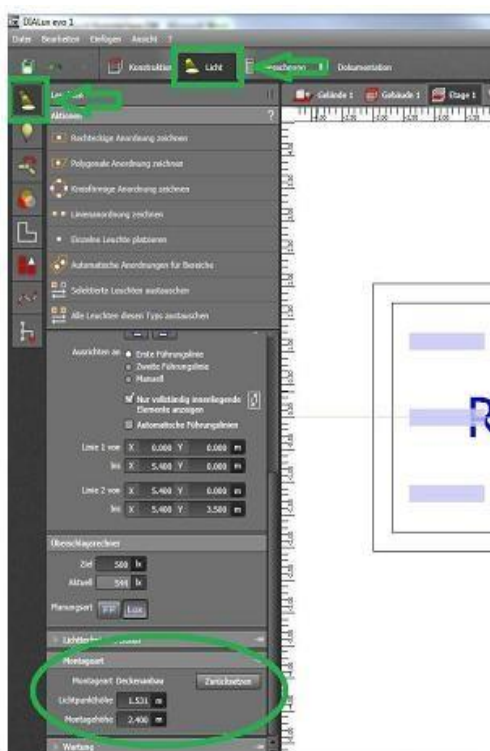 DIALux evo 1
Datei Bearbeiten Einfügen Ansicht ?
Konstruktion Licht Dokumentation
Gelände 1 Gebäude 1 Etage 1
Aktionen ?
Rechteckige Anordnung zeichnen
Polygonale Anordnung zeichnen
Kreisförmige Anordnung zeichnen
Linienanordnung zeichnen
Einzelne Leuchte platzieren
Automatische Anordnungen für Bereiche
Selektierte Leuchten austauschen
Alle Leuchten diesen Typs austauschen
Ausrichten an Erste Führungslinie
Zweite Führungslinie
Manuell
Nur vollständig innenliegende
Elemente anzeigen
Automatische Führungslinien
Linie 1 von X 0.000 Y 0.000 m
bis X 5.400 Y 0.000 m
Linie 2 von X 5.400 Y 0.000 m
bis X 5.400 Y 3.500 m
Überschlagsrechner
Ziel 500 lx
Aktuell 544 lx
Planungsart
Montageart
Montageart Deckenanbau Zurücksetzen
Lichtpunkthöhe 1.531 m
Montagehöhe 2.400 m
Wartung